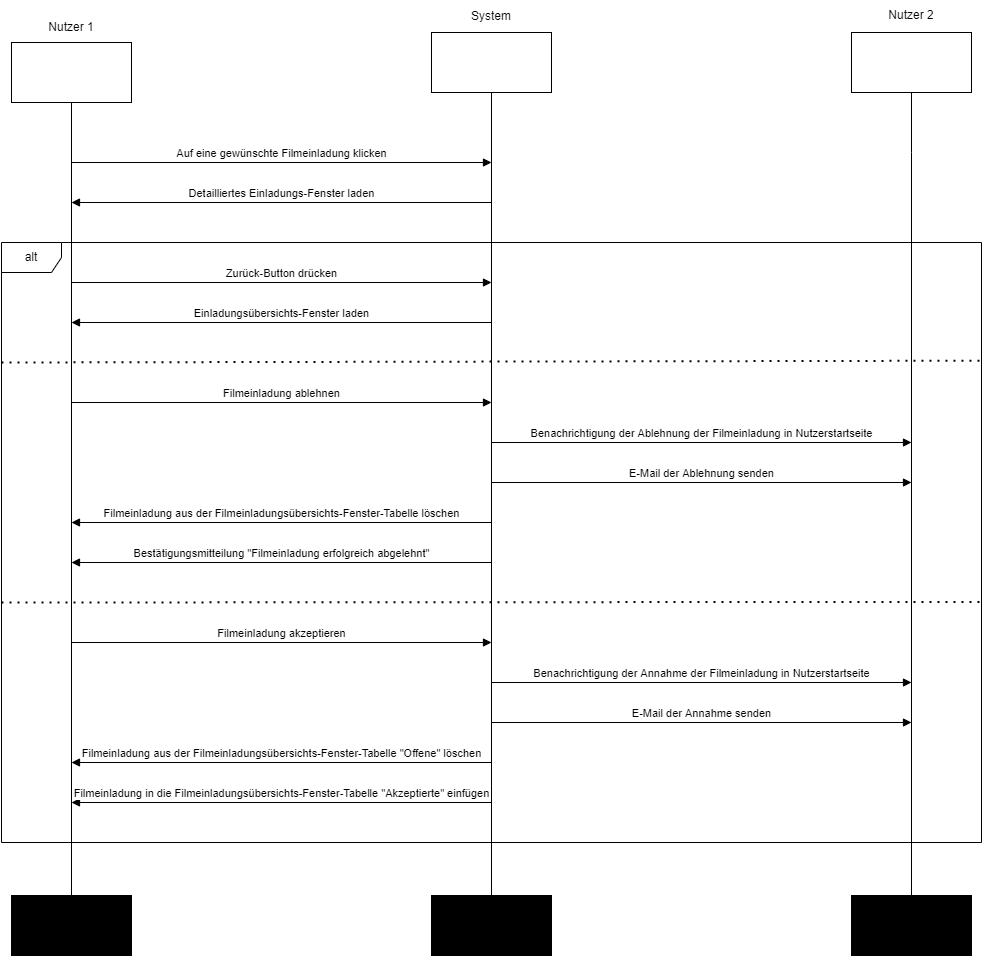 Nutzer 1
System
Nutzer 2
Auf eine gewünschte Filmeinladung klicken
Detailliertes Einladungs-Fenster laden
alt
Zurück-Button drücken
Einladungsübersichts-Fenster laden
Filmeinladung ablehnen
Benachrichtigung der Ablehnung der Filmeinladung in Nutzerstartseite
E-Mail der Ablehnung senden
Filmeinladung aus der Filmeinladungsübersichts-Fenster-Tabelle löschen
Bestätigungsmitteilung "Filmeinladung erfolgreich abgelehnt"
Filmeinladung akzeptieren
Benachrichtigung der Annahme der Filmeinladung in Nutzerstartseite
E-Mail der Annahme senden
Filmeinladung aus der Filmeinladungsübersichts-Fenster-Tabelle "Offene" löschen
Filmeinladung in die Filmeinladungsübersichts-Fenster-Tabelle "Akzeptierte" einfügen